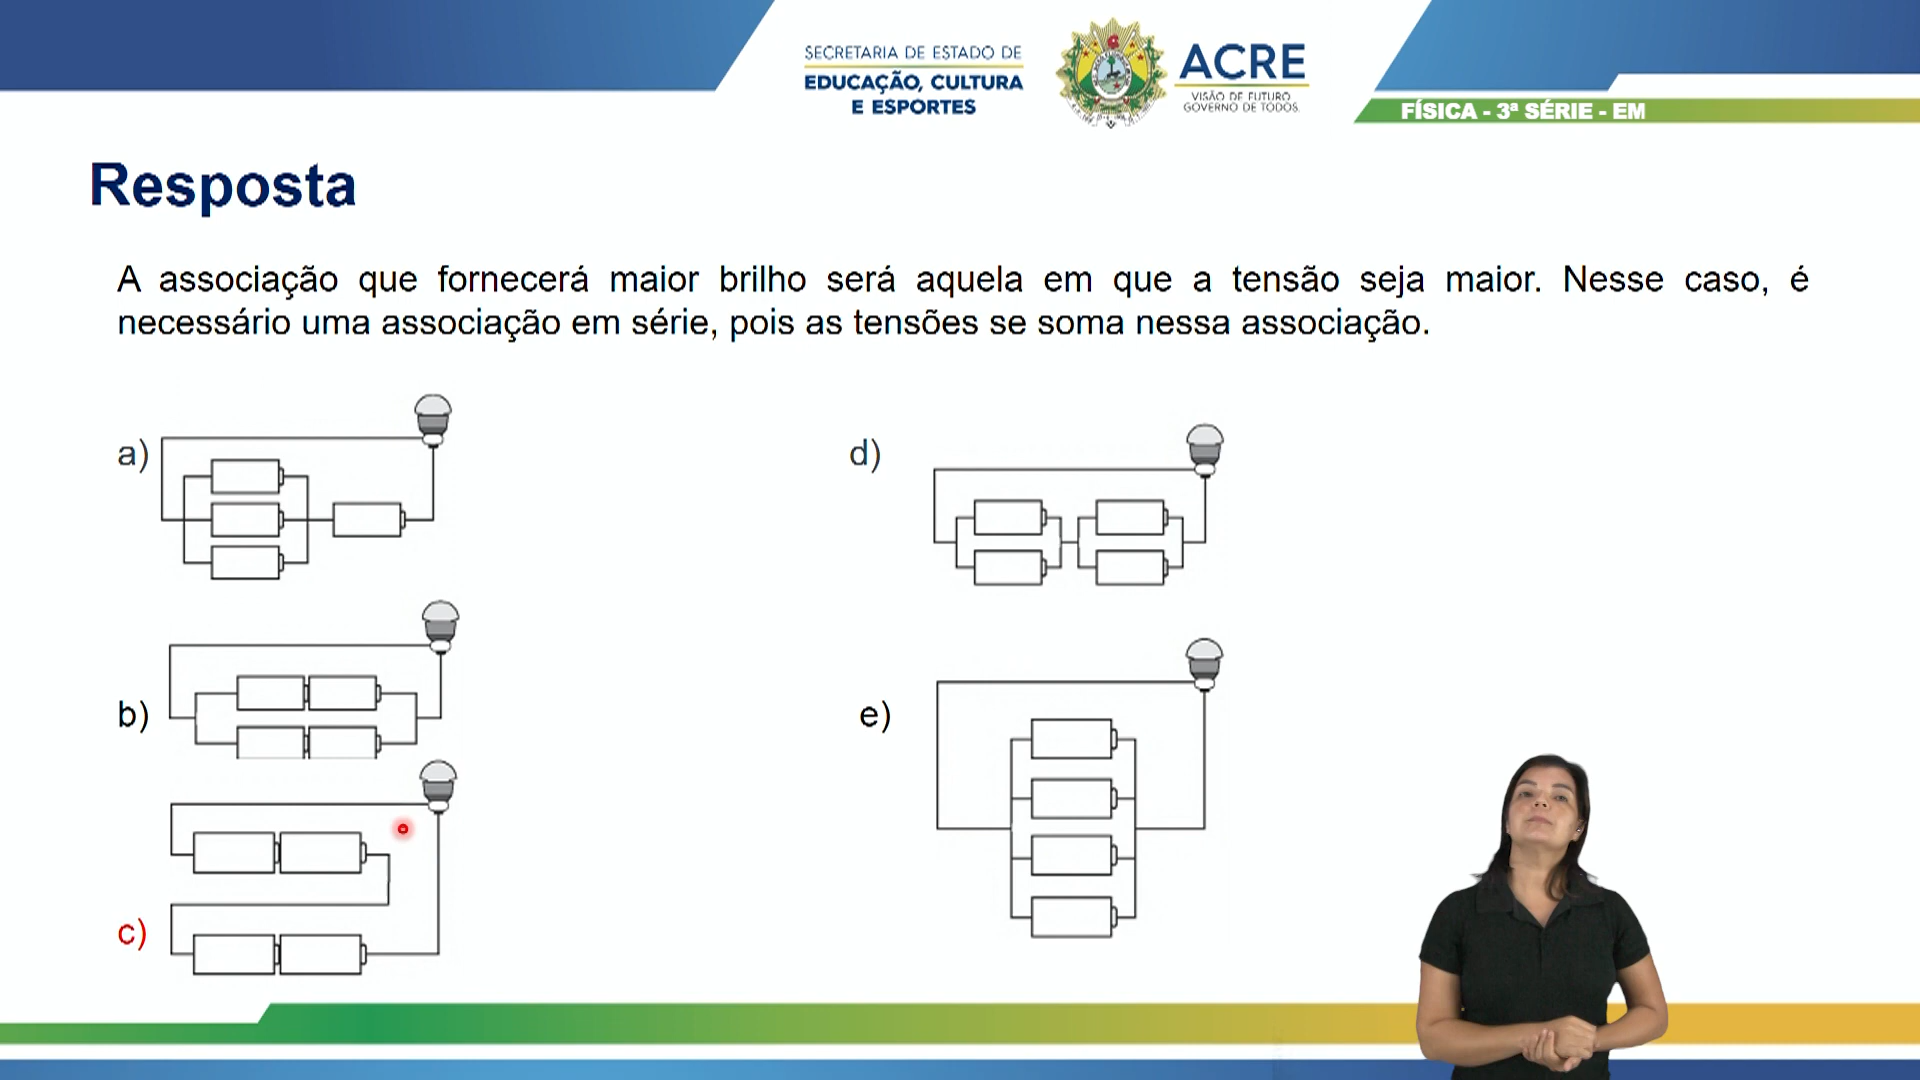 SECRETARIA DE ESTADO DE
EDUCAÇÃO, CULTURA
E ESPORTES
ACRE
VISÃO DE FUTURO
GOVERNO DE TODOS.
FÍSICA - 3ª SÉRIE - EM
Resposta
A associação que fornecerá maior brilho será aquela em que a tensão seja maior. Nesse caso, é
necessário uma associação em série, pois as tensões se soma nessa associação.
a)
d)
b)
e)
c)